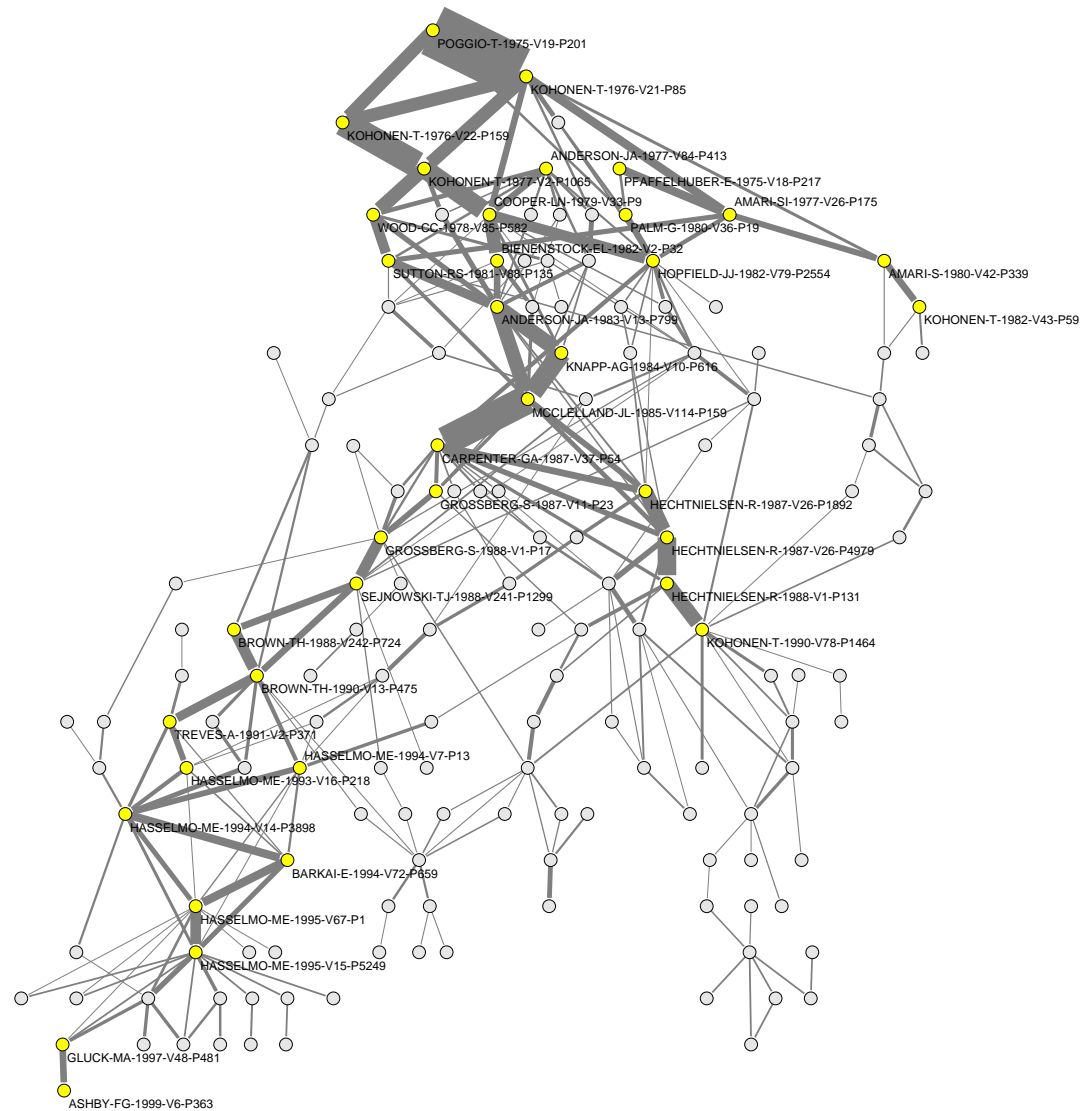 POGGIO-T-1975-V19-P201
KOHONEN-T-1976-V21-P85
KOHONEN-T-1976-V22-P159
ANDERSON-JA-1977-V84-P413
KOHONEN-T-1977-V2-P1065
PFAFFELHUBER-E-1975-V18-P217
COOPER-LN-1979-V33-P9
AMARI-SI-1977-V26-P175
WOOD-CC-1978-V85-P582
PALM-G-1980-V36-P19
BIENENSTOCK-EL-1982-V2-P32
SUTTON-RS-1981-V88-P135
HOPFIELD-JJ-1982-V79-P2554
AMARI-S-1980-V42-P339
ANDERSON-JA-1983-V13-P799
KOHONEN-T-1982-V43-P59
KNAPP-AG-1984-V10-P616
MCCLELLAND-JL-1985-V114-P159
CARPENTER-GA-1987-V37-P54
GROSSBERG-S-1987-V11-P23
HECHTNIELSEN-R-1987-V26-P1892
GROSSBERG-S-1988-V1-P17
HECHTNIELSEN-R-1987-V26-P4979
SEJNOWSKI-TJ-1988-V241-P1299
HECHTNIELSEN-R-1988-V1-P131
BROWN-TH-1988-V242-P724
KOHONEN-T-1990-V78-P1464
BROWN-TH-1990-V13-P475
TREVES-A-1991-V2-P371
HASSELMO-ME-1994-V7-P13
HASSELMO-ME-1993-V16-P218
HASSELMO-ME-1994-V14-P3898
BARKAI-E-1994-V72-P659
HASSELMO-ME-1995-V67-P1
HASSELMO-ME-1995-V15-P5249
GLUCK-MA-1997-V48-P481
ASHBY-FG-1999-V6-P363